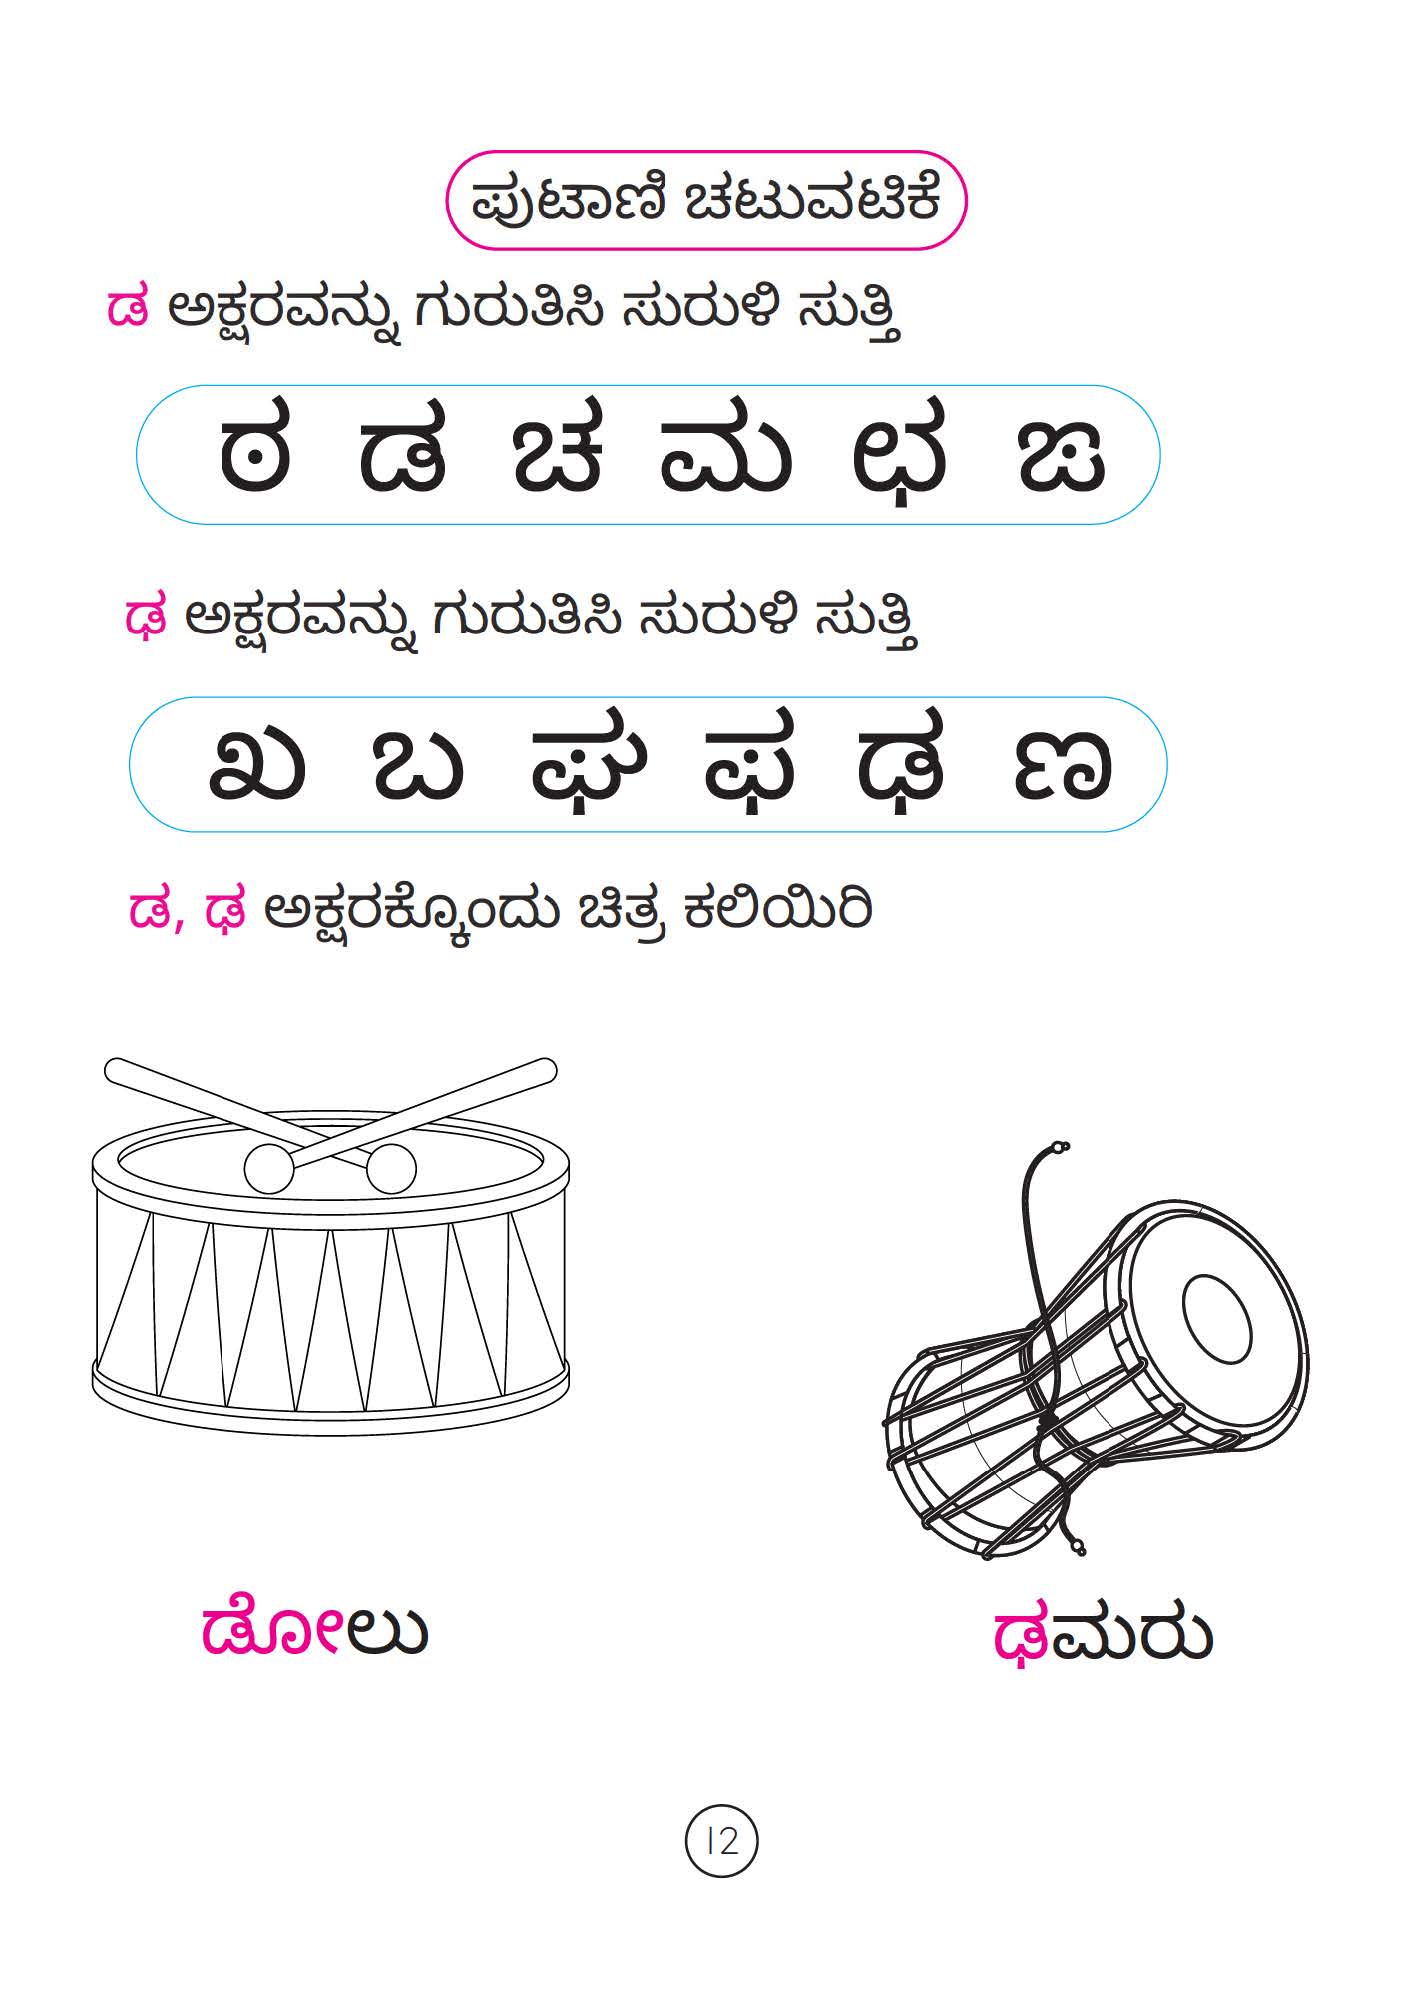 ಪುಟಾಣಿ ಚಟುವಟಿಕೆ
ಡ ಅಕ್ಷರವನ್ನು ಗುರುತಿಸಿ ಸುರುಳಿ ಸುತ್ತಿ
ಠ ಡ ಚ ಮ ಛ ಙ
ಢ ಅಕ್ಷರವನ್ನು ಗುರುತಿಸಿ ಸುರುಳಿ ಸುತ್ತಿ
ಖ ಬ ಘ ಫ ಢ ಣ
ಡ, ಢ ಅಕ್ಷರಕ್ಕೊಂದು ಚಿತ್ರ ಕಲಿಯಿರಿ
ಡೋಲು ಢಮರು
12